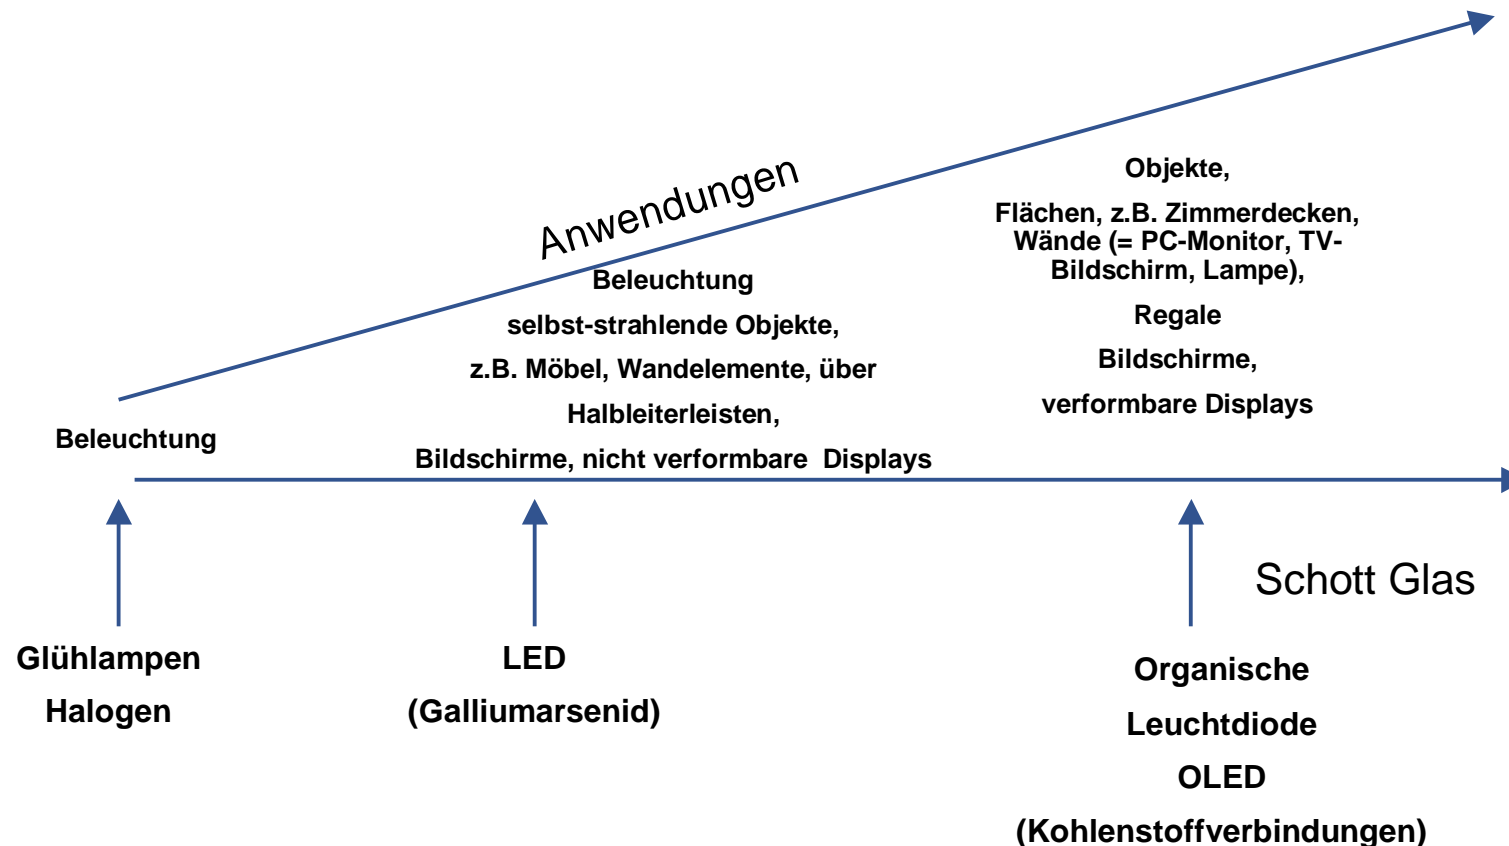 Anwendungen
Beleuchtung
Beleuchtung
selbst-strahlende Objekte,
z.B. Möbel, Wandelemente, über
Halbleiterleisten,
Bildschirme, nicht verformbare  Displays
Objekte,
Flächen, z.B. Zimmerdecken,
Wände (= PC-Monitor, TV-
Bildschirm, Lampe),
Regale
Bildschirme,
verformbare Displays
Schott Glas
Glühlampen
Halogen
LED
(Galliumarsenid)
Organische
Leuchtdiode
OLED
(Kohlenstoffverbindungen)